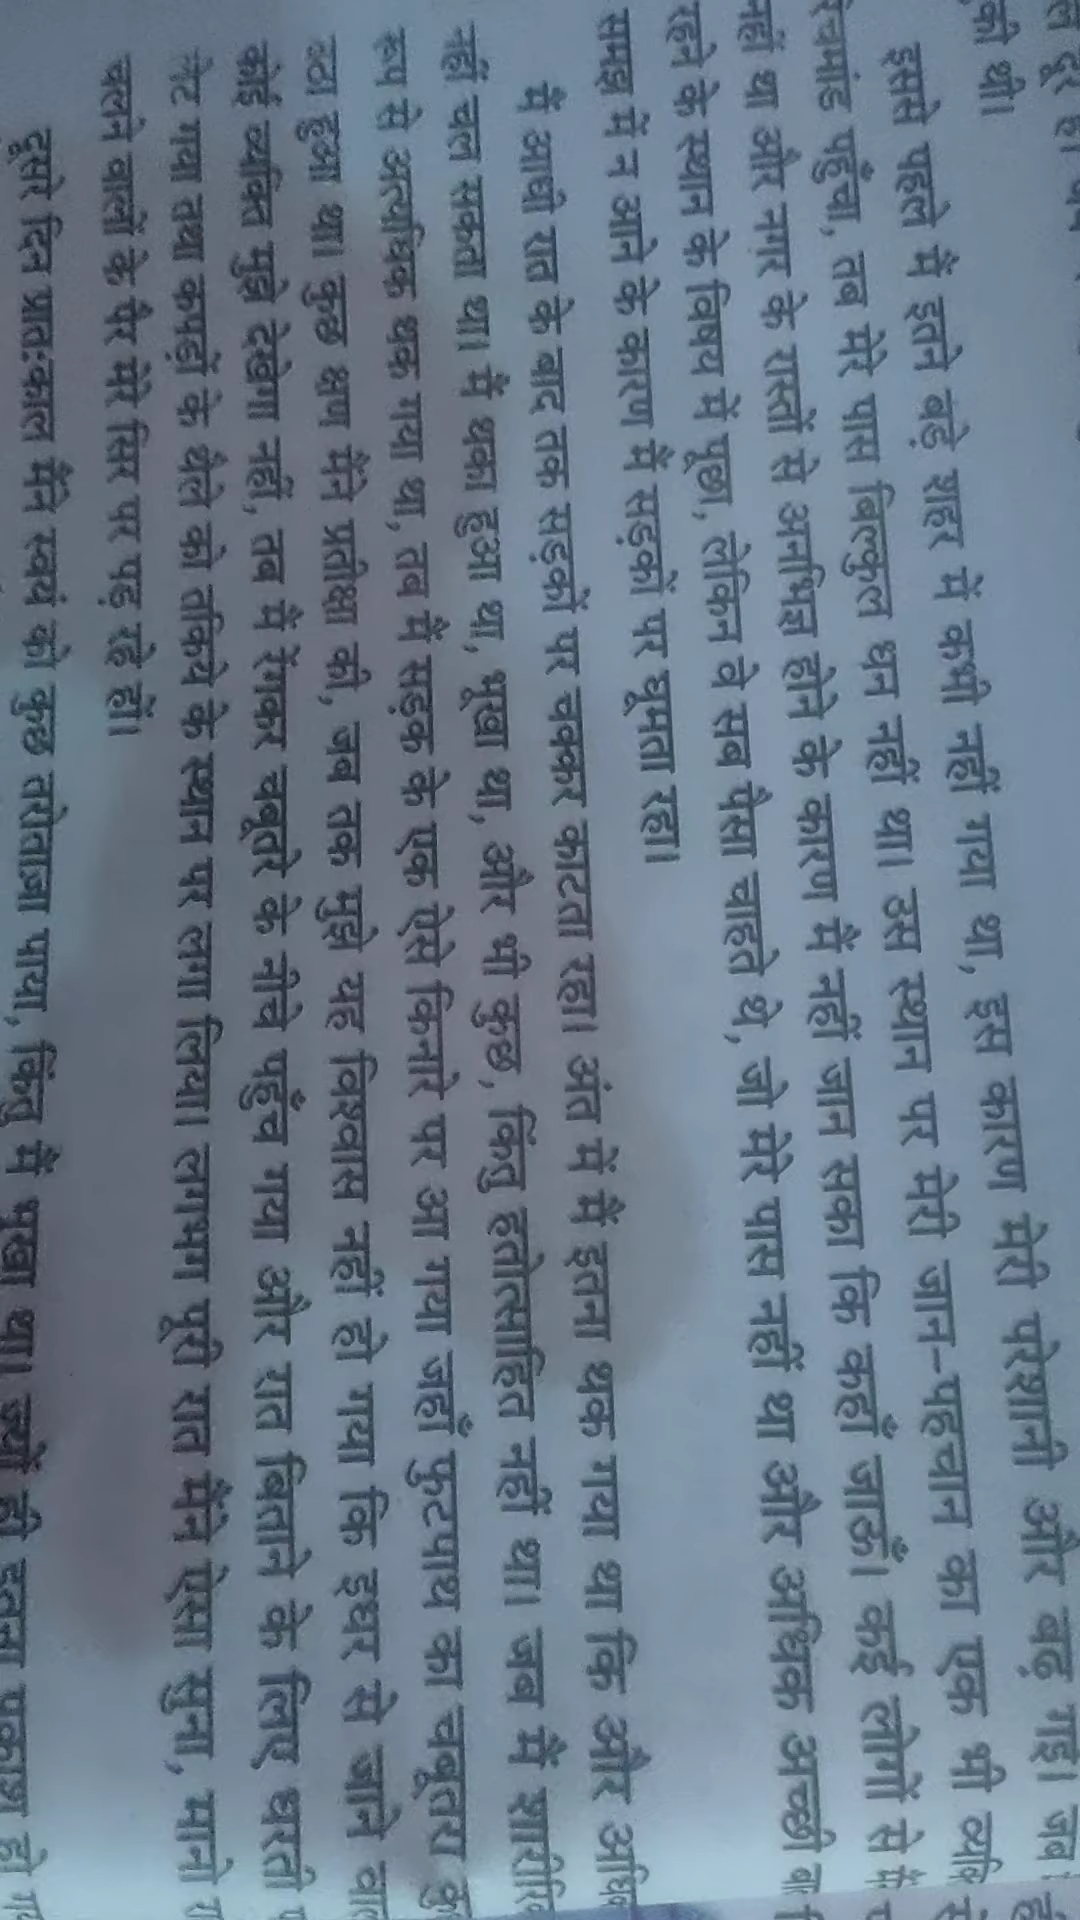 की थी।
इससे पहले मैं इतने बड़े शहर में कभी नहीं गया था, इस कारण मेरी परेशानी और बढ़ गई। जब
रिचमांड पहुँचा, तब मेरे पास बिल्कुल धन नहीं था। उस स्थान पर मेरी जान-पहचान का एक भी
नहीं था और नगर के रास्तों से अनभिज्ञ होने के कारण मैं नहीं जान सका कि कहाँ जाऊँ। कई लोगों से मैं
रहने के स्थान के विषय में पूछा, लेकिन वे सब पैसा चाहते थे, जो मेरे पास नहीं था और अधिक अच्छी
समझ में न आने के कारण मैं सड़कों पर घूमता रहा।
मैं आधी रात के बाद तक सड़कों पर चक्कर काटता रहा। अंत में मैं इतना थक गया था कि और
नहीं चल सकता था। मैं थका हुआ था, भूखा था, और भी कुछ, किंतु हतोत्साहित नहीं था। जब मैं
रूप से अत्यधिक थक गया था, तब मैं सड़क के एक ऐसे किनारे पर आ गया जहाँ फुटपाथ का चबूतरा
उठा हुआ था। कुछ क्षण मैंने प्रतीक्षा की, जब तक मुझे यह विश्वास नहीं हो गया कि इधर से जाने
कोई व्यक्ति मुझे देखेगा नहीं, तब मैं रेंगकर चबूतरे के नीचे पहुँच गया और रात बिताने के लिए धरती
लेट गया तथा कपड़ों के थैले को तकिये के स्थान पर लगा लिया। लगभग पूरी रात मैंने ऐसा सुना, मानो
चलने वालों के पैर मेरे सिर पर पड़ रहे हों।
दूसरे दिन प्रातःकाल मैंने स्वयं को कुछ तरोताजा पाया, किंतु मैं भूखा था। ज्यों ही इतना प्रकाश हो